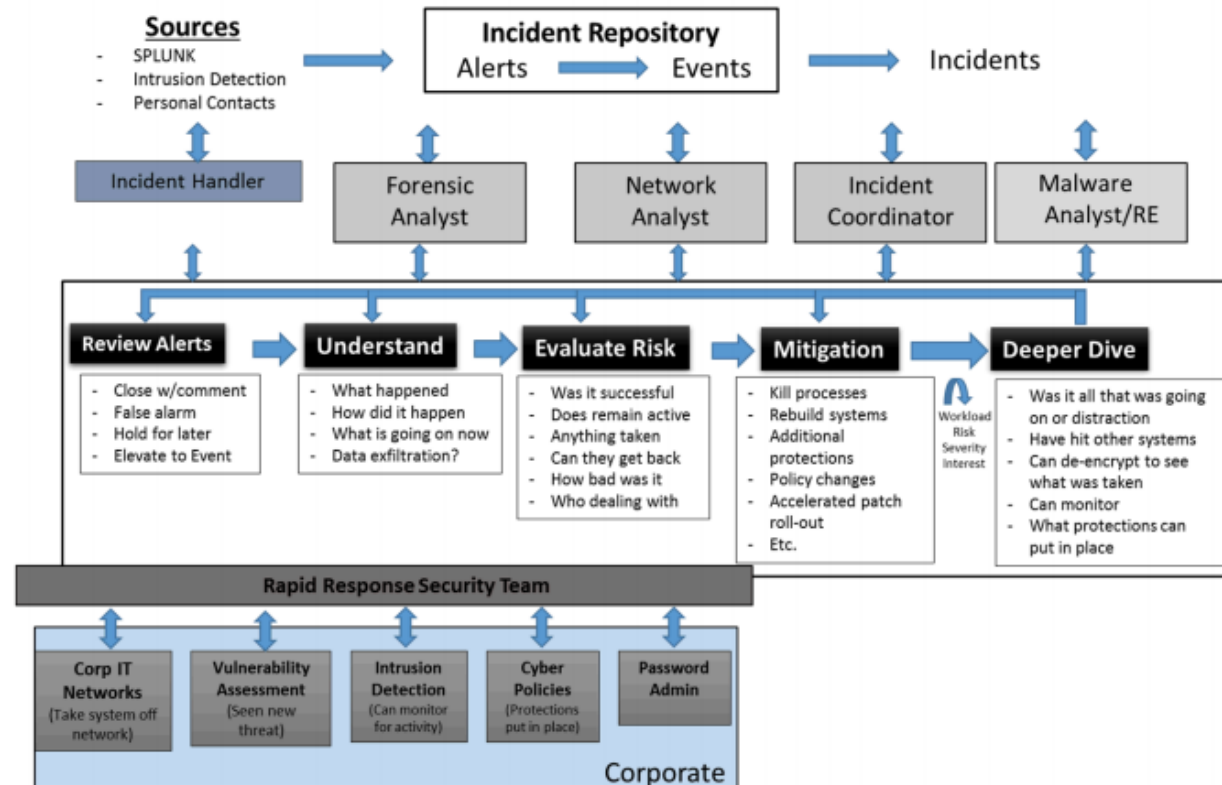 Sources
- SPLUNK
- Intrusion Detection
- Personal Contacts
Incident Repository
Alerts
Events
Incidents
Incident Handler
Forensic
Analyst
Network
Analyst
Incident
Coordinator
Malware
Analyst/RE
Review Alerts
- Close w/comment
- False alarm
- Hold for later
- Elevate to Event
Understand
- What happened
- How did it happen
- What is going on now
- Data exfiltration?
Evaluate Risk
- Was it successful
- Does remain active
- Anything taken
- Can they get back
- How bad was it
- Who dealing with
Mitigation
- Kill processes
- Rebuild systems
- Additional
protections
- Policy changes
- Accelerated patch
roll-out
- Etc.
Workload
Risk
Severity
Interest
Deeper Dive
- Was it all that was going
on or distraction
- Have hit other systems
- Can de-encrypt to see
what was taken
- Can monitor
- What protections can
put in place
Rapid Response Security Team
Corp IT
Networks
(Take system off
network)
Vulnerability
Assessment
(Seen new
threat)
Intrusion
Detection
(Can monitor
for activity)
Cyber
Policies
(Protections
put in place)
Password
Admin
Corporate